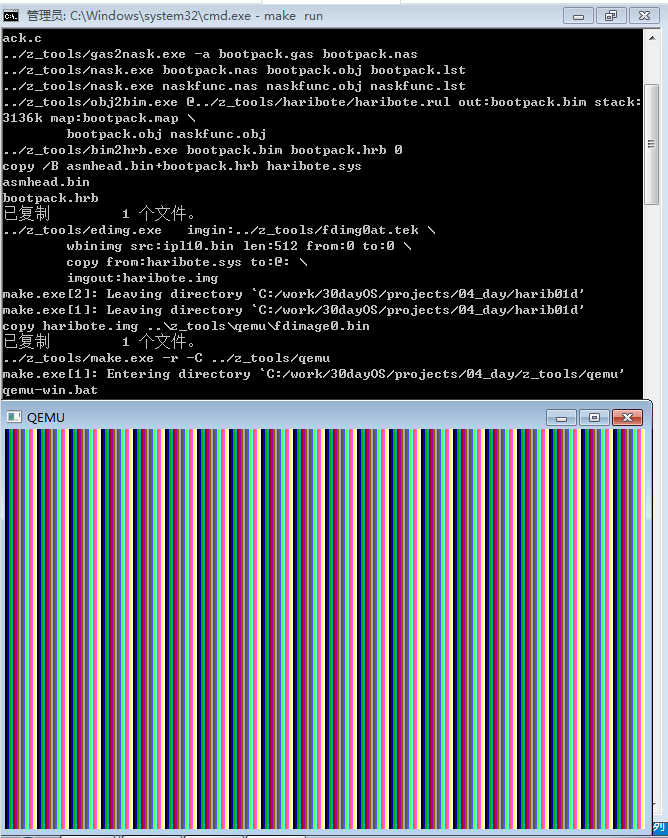 管理员: C:\Windows\system32\cmd.exe - make  run
ack.c
../z_tools/gas2nask.exe -a bootpack.gas bootpack.nas
../z_tools/nask.exe bootpack.nas bootpack.obj bootpack.lst
../z_tools/nask.exe naskfunc.nas naskfunc.obj naskfunc.lst
../z_tools/obj2bim.exe @../z_tools/haribote/haribote.rul out:bootpack.bim stack:
3136k map:bootpack.map \
        bootpack.obj naskfunc.obj
../z_tools/bim2hrb.exe bootpack.bim bootpack.hrb 0
copy /B asmhead.bin+bootpack.hrb haribote.sys
asmhead.bin
bootpack.hrb
已复制         1 个文件。
../z_tools/edimg.exe   imgin:../z_tools/fdimg0at.tek \
        wbinimg src:ipl10.bin len:512 from:0 to:0 \
        copy from:haribote.sys to:@: \
        imgout:haribote.img
make.exe[2]: Leaving directory `C:/work/30dayOS/projects/04_day/harib01d'
make.exe[1]: Leaving directory `C:/work/30dayOS/projects/04_day/harib01d'
copy haribote.img ..\z_tools\qemu\fdimage0.bin
已复制         1 个文件。
../z_tools/make.exe -r -C ../z_tools/qemu
make.exe[1]: Entering directory `C:/work/30dayOS/projects/04_day/z_tools/qemu'
qemu-win.bat
QEMU
列